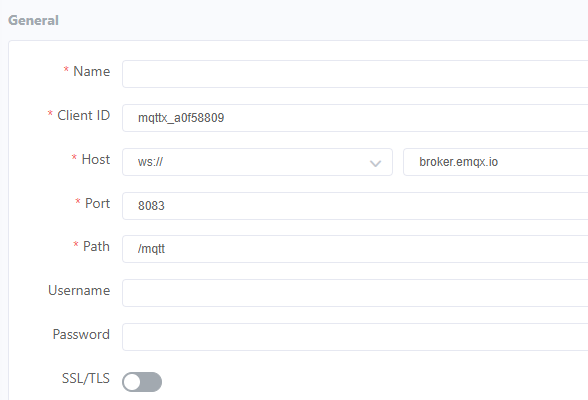 General
* Name
* Client ID mqttx_a0f58809
* Host ws:// broker.emqx.io
* Port 8083
* Path /mqtt
Username
Password
SSL/TLS